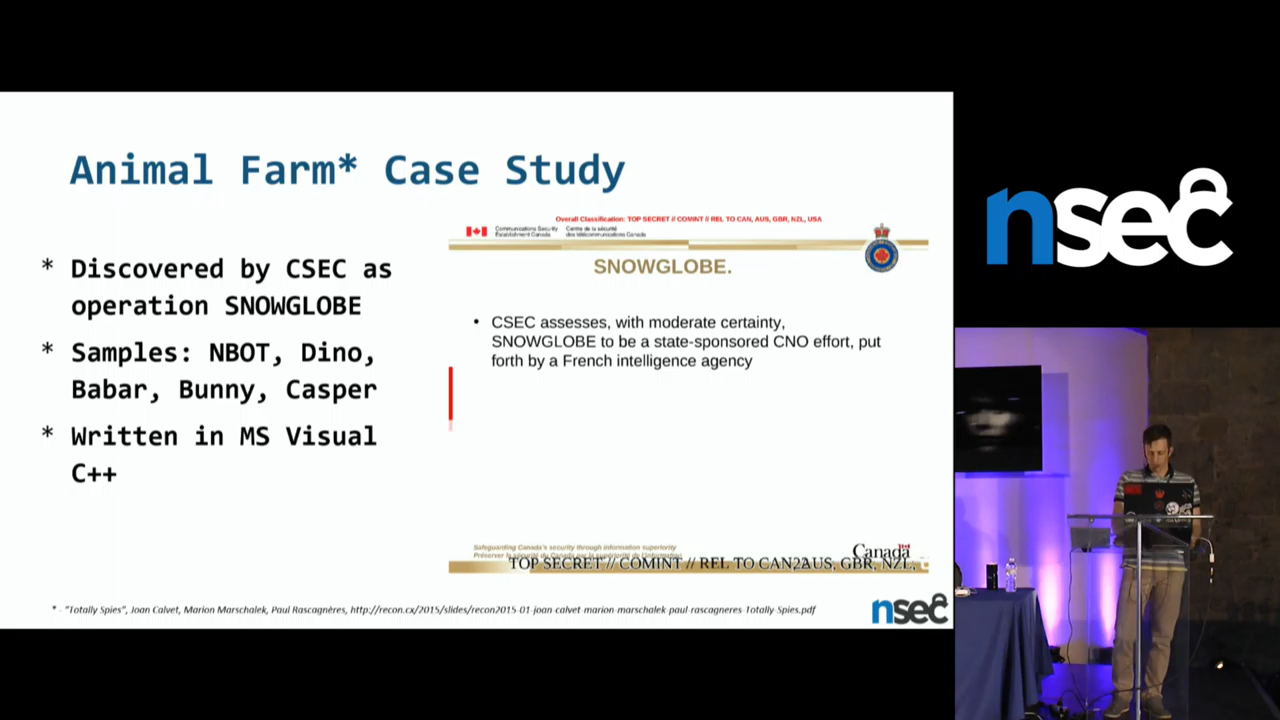 Animal Farm* Case Study
* Discovered by CSEC as
operation SNOWGLOBE
* Samples: NBOT, Dino,
Babar, Bunny, Casper
* Written in MS Visual
C++
Overall Classification: TOP SECRET // COMINT // REL TO CAN, AUS, GBR, NZL, USA
Communications Security Centre de la sécurité
Establishment Canada des télécommunications Canada
SNOWGLOBE.
• CSEC assesses, with moderate certainty,
SNOWGLOBE to be a state-sponsored CNO effort, put
forth by a French intelligence agency
Safeguarding Canada's security through information superiority
Préserver la sécurité du Canada par la supériorité de l'information
Canada
TOP SECRET // COMINT // REL TO CAN, AUS, GBR, NZL,
22
* - "Totally Spies", Joan Calvet, Marion Marschalek, Paul Rascagnères, http://recon.cx/2015/slides/recon2015-01-joan-calvet-marion-marschalek-paul-rascagneres-Totally-Spies.pdf
nsec
nsec